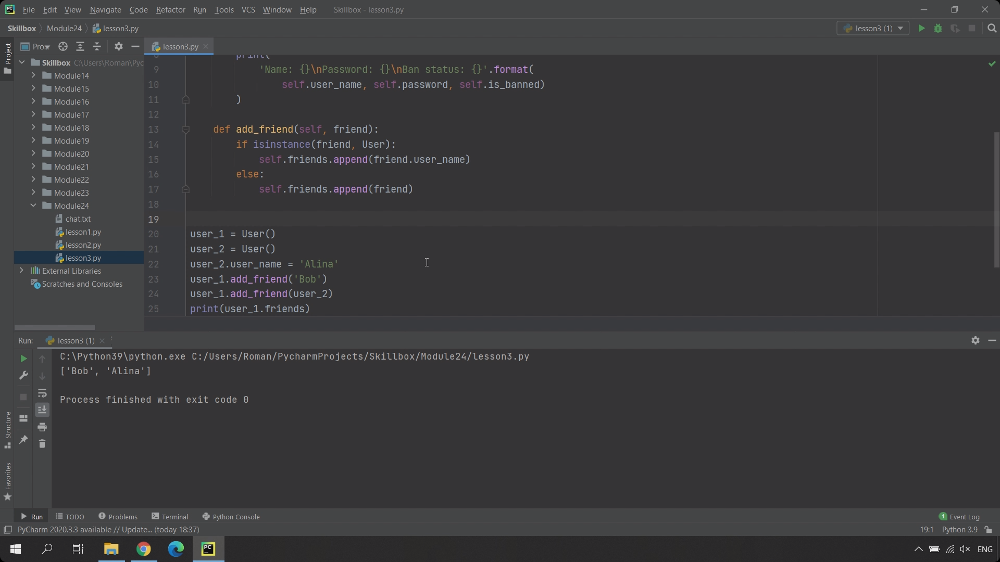 File Edit View Navigate Code Refactor Run Tools VCS Window Help Skillbox - lesson3.py
Skillbox Module24 lesson3.py lesson3 (1)
Project
Pro... lesson3.py
Skillbox C:\Users\Roman\Pyc
Module14
Module15
Module16
Module17
Module18
Module19
Module20
Module21
Module22
Module23
Module24
chat.txt
lesson1.py
lesson2.py
lesson3.py
External Libraries
Scratches and Consoles
8 print(
9 'Name: {}\nPassword: {}\nBan status: {}'.format(
10 self.user_name, self.password, self.is_banned)
11 )
12
13 def add_friend(self, friend):
14 if isinstance(friend, User):
15 self.friends.append(friend.user_name)
16 else:
17 self.friends.append(friend)
18
19
20 user_1 = User()
21 user_2 = User()
22 user_2.user_name = 'Alina'
23 user_1.add_friend('Bob')
24 user_1.add_friend(user_2)
25 print(user_1.friends)
Run: lesson3 (1)
C:\Python39\python.exe C:/Users/Roman/PycharmProjects/Skillbox/Module24/lesson3.py
['Bob', 'Alina']
Process finished with exit code 0
Structure
Favorites
Run TODO Problems Terminal Python Console 1 Event Log
PyCharm 2020.3.3 available // Update... (today 18:37) 19:1 Python 3.9
PC ENG